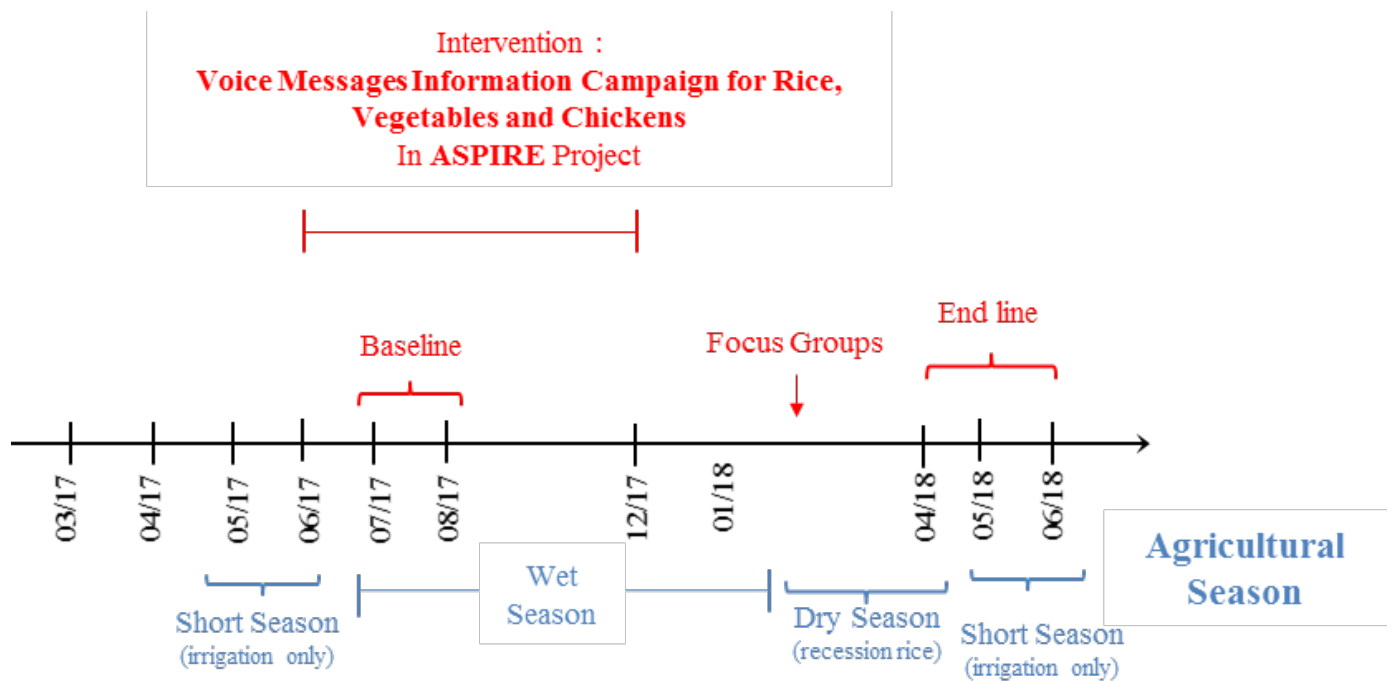 Intervention :
Voice Messages Information Campaign for Rice,
Vegetables and Chickens
In ASPIRE Project
Baseline
Focus Groups
End line
03/17
04/17
05/17
06/17
07/17
08/17
12/17
01/18
04/18
05/18
06/18
Short Season
(irrigation only)
Wet
Season
Dry Season
(recession rice)
Short Season
(irrigation only)
Agricultural
Season